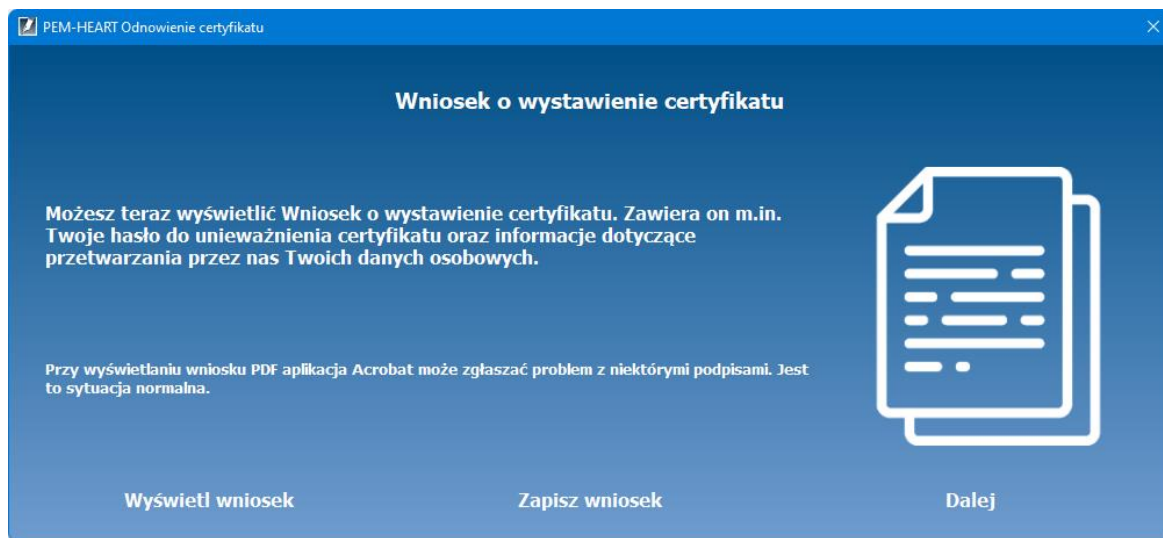 PEM-HEART Odnowienie certyfikatu
Wniosek o wystawienie certyfikatu
Możesz teraz wyświetlić Wniosek o wystawienie certyfikatu. Zawiera on m.in.
Twoje hasło do unieważnienia certyfikatu oraz informacje dotyczące
przetwarzania przez nas Twoich danych osobowych.
Przy wyświetlaniu wniosku PDF aplikacja Acrobat może zgłaszać problem z niektórymi podpisami. Jest
to sytuacja normalna.
Wyświetl wniosek Zapisz wniosek Dalej